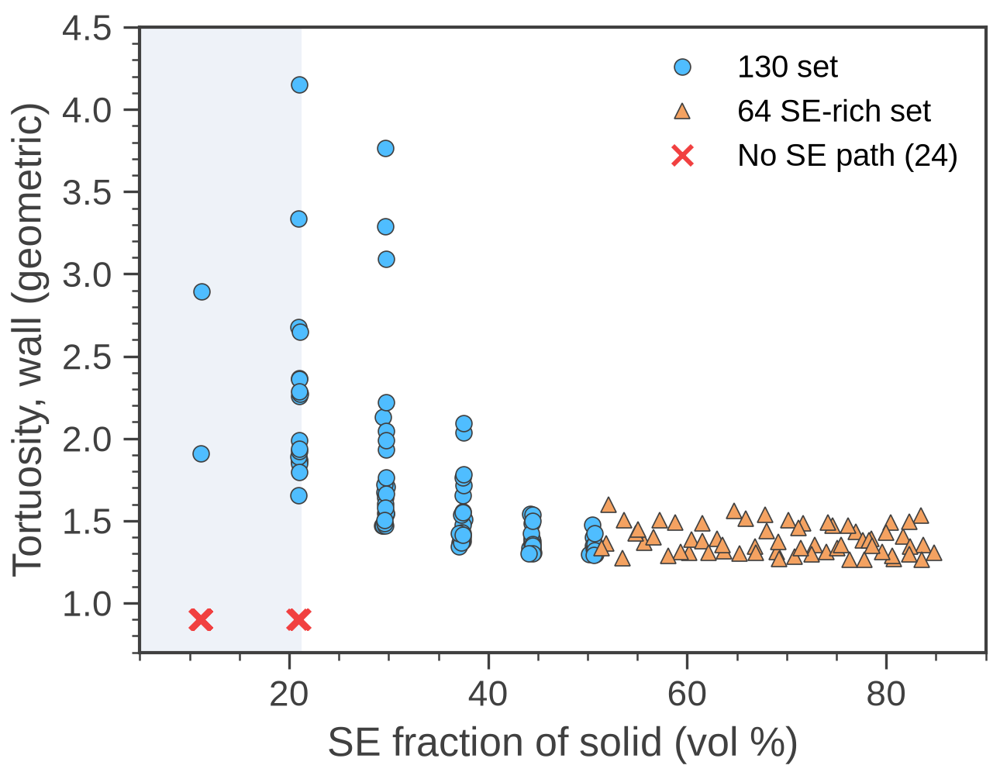 4.5
4.0
3.5
3.0
2.5
2.0
1.5
1.0
Tortuosity, wall (geometric)
130 set
64 SE-rich set
No SE path (24)
20 40 60 80
SE fraction of solid (vol %)